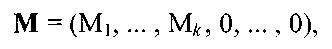 M = (M₁, ... , Mₖ, 0, ... , 0),